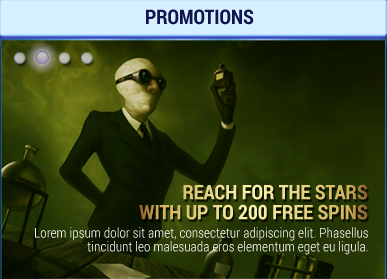 PROMOTIONS
REACH FOR THE STARS
WITH UP TO 200 FREE SPINS
Lorem ipsum dolor sit amet, consectetur adipiscing elit. Phasellus
tincidunt leo malesuada eros elementum eget eu ligula.